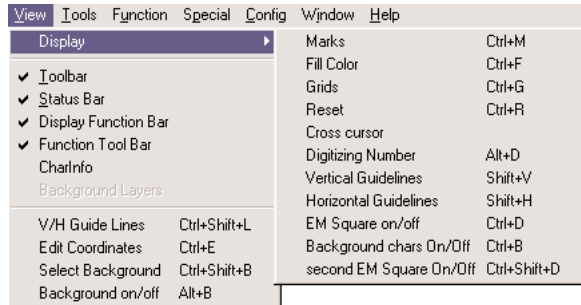 View Tools Function Special Config Window Help
Display
Toolbar
Status Bar
Display Function Bar
Function Tool Bar
CharInfo
Background Layers
V/H Guide Lines Ctrl+Shift+L
Edit Coordinates Ctrl+E
Select Background Ctrl+Shift+B
Background on/off Alt+B
Marks Ctrl+M
Fill Color Ctrl+F
Grids Ctrl+G
Reset Ctrl+R
Cross cursor
Digitizing Number Alt+D
Vertical Guidelines Shift+V
Horizontal Guidelines Shift+H
EM Square on/off Ctrl+D
Background chars On/Off Ctrl+B
second EM Square On/Off Ctrl+Shift+D